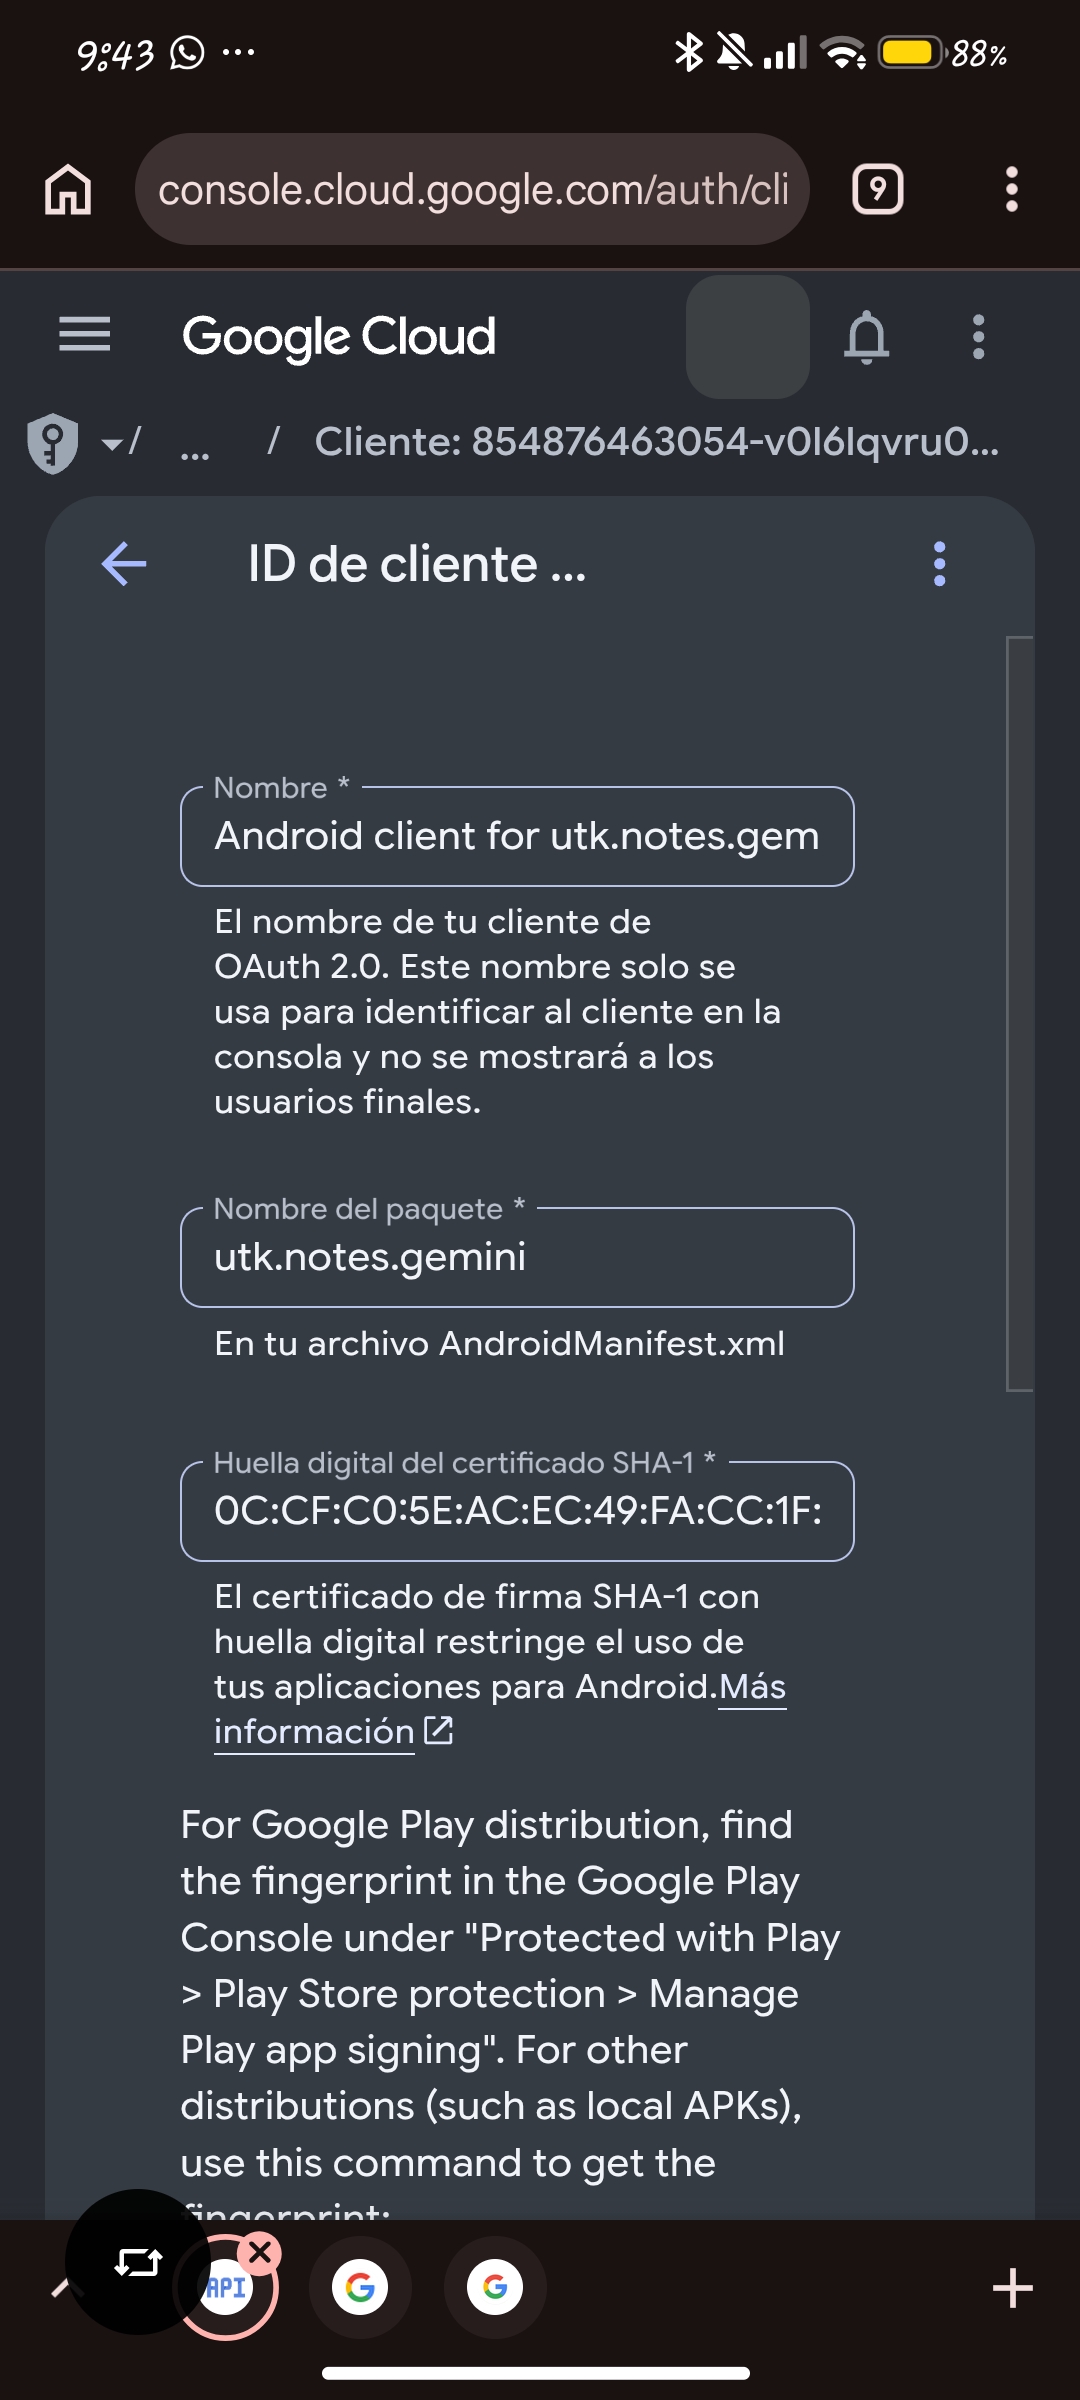 9:43 ...
88%
console.cloud.google.com/auth/cli
9
Google Cloud
/ ... / Cliente: 854876463054-v0l6lqvru0...
ID de cliente ...
Nombre *
Android client for utk.notes.gem
El nombre de tu cliente de
OAuth 2.0. Este nombre solo se
usa para identificar al cliente en la
consola y no se mostrará a los
usuarios finales.
Nombre del paquete *
utk.notes.gemini
En tu archivo AndroidManifest.xml
Huella digital del certificado SHA-1 *
0C:CF:C0:5E:AC:EC:49:FA:CC:1F:
El certificado de firma SHA-1 con
huella digital restringe el uso de
tus aplicaciones para Android.Más
información
For Google Play distribution, find
the fingerprint in the Google Play
Console under "Protected with Play
> Play Store protection > Manage
Play app signing". For other
distributions (such as local APKs),
use this command to get the
fingerprint:
API